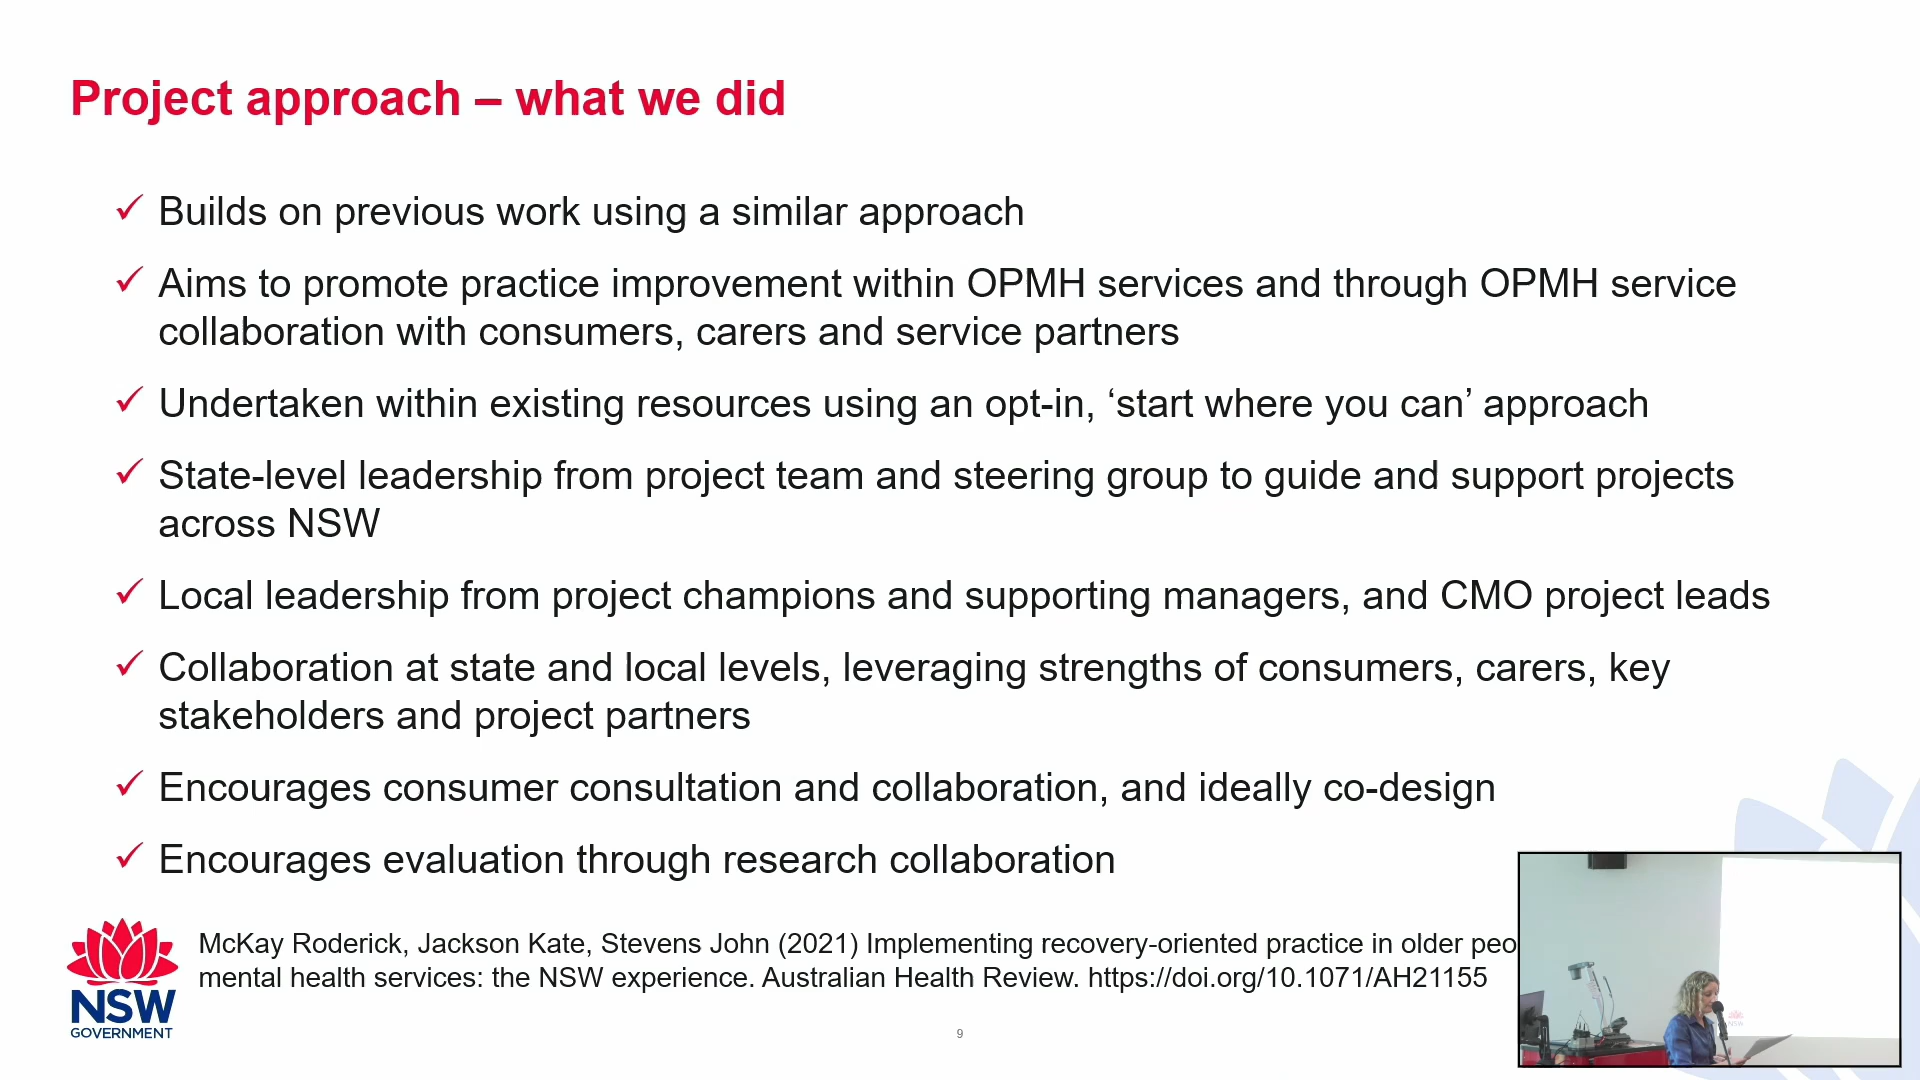 Project approach – what we did
Builds on previous work using a similar approach
Aims to promote practice improvement within OPMH services and through OPMH service
collaboration with consumers, carers and service partners
Undertaken within existing resources using an opt-in, ‘start where you can’ approach
State-level leadership from project team and steering group to guide and support projects
across NSW
Local leadership from project champions and supporting managers, and CMO project leads
Collaboration at state and local levels, leveraging strengths of consumers, carers, key
stakeholders and project partners
Encourages consumer consultation and collaboration, and ideally co-design
Encourages evaluation through research collaboration
McKay Roderick, Jackson Kate, Stevens John (2021) Implementing recovery-oriented practice in older peo
mental health services: the NSW experience. Australian Health Review. https://doi.org/10.1071/AH21155
NSW
GOVERNMENT
9
NSW